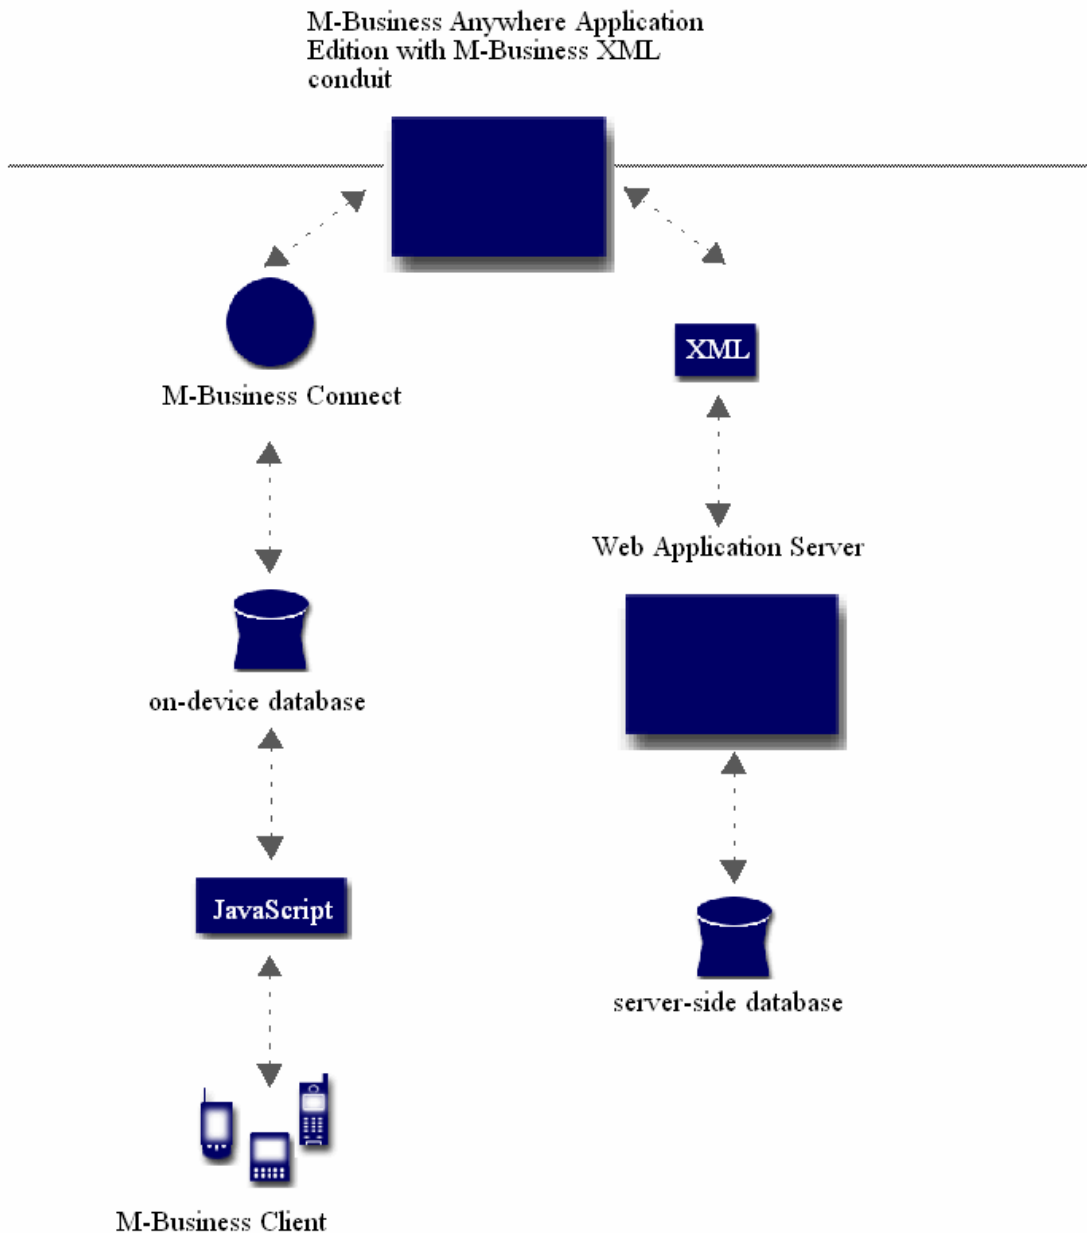 M-Business Anywhere Application
Edition with M-Business XML
conduit
XML
M-Business Connect
Web Application Server
on-device database
JavaScript
server-side database
M-Business Client